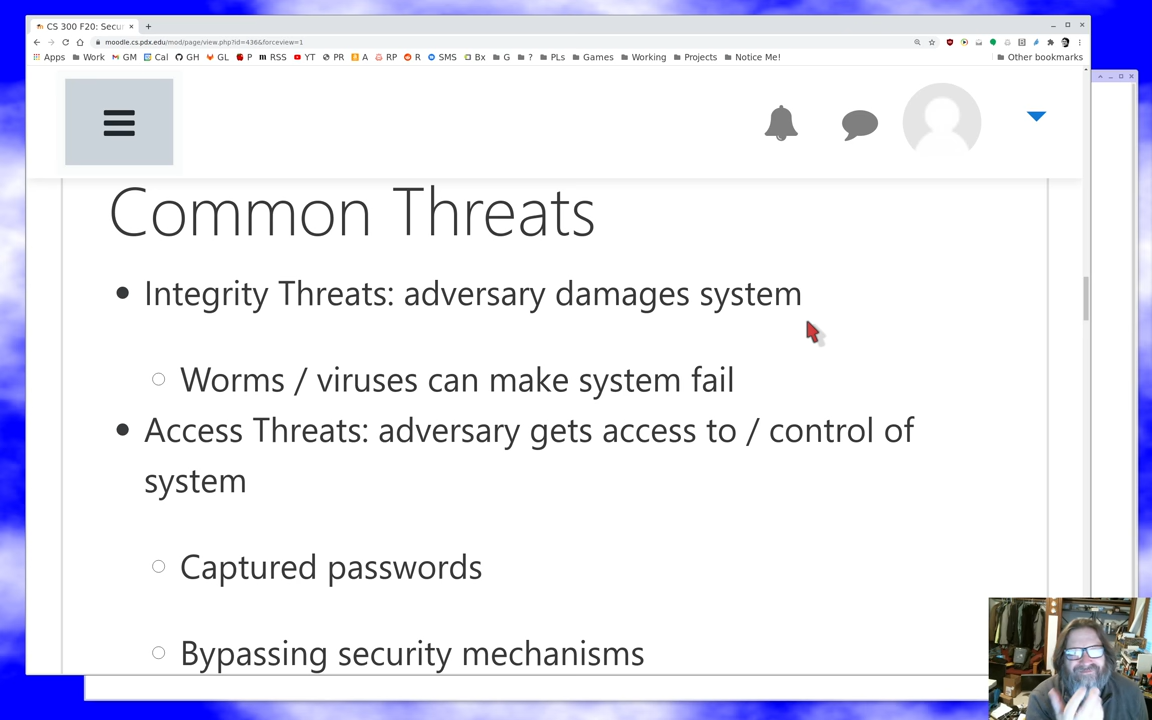 CS 300 F20: Secur
moodle.cs.pdx.edu/mod/page/view.php?id=436&forceview=1
Apps Work GM Cal GH GL P RSS YT PR A RP R SMS Bx G ? PLs Games Working Projects Notice Me! Other bookmarks
Common Threats
• Integrity Threats: adversary damages system
○ Worms / viruses can make system fail
• Access Threats: adversary gets access to / control of
system
○ Captured passwords
○ Bypassing security mechanisms